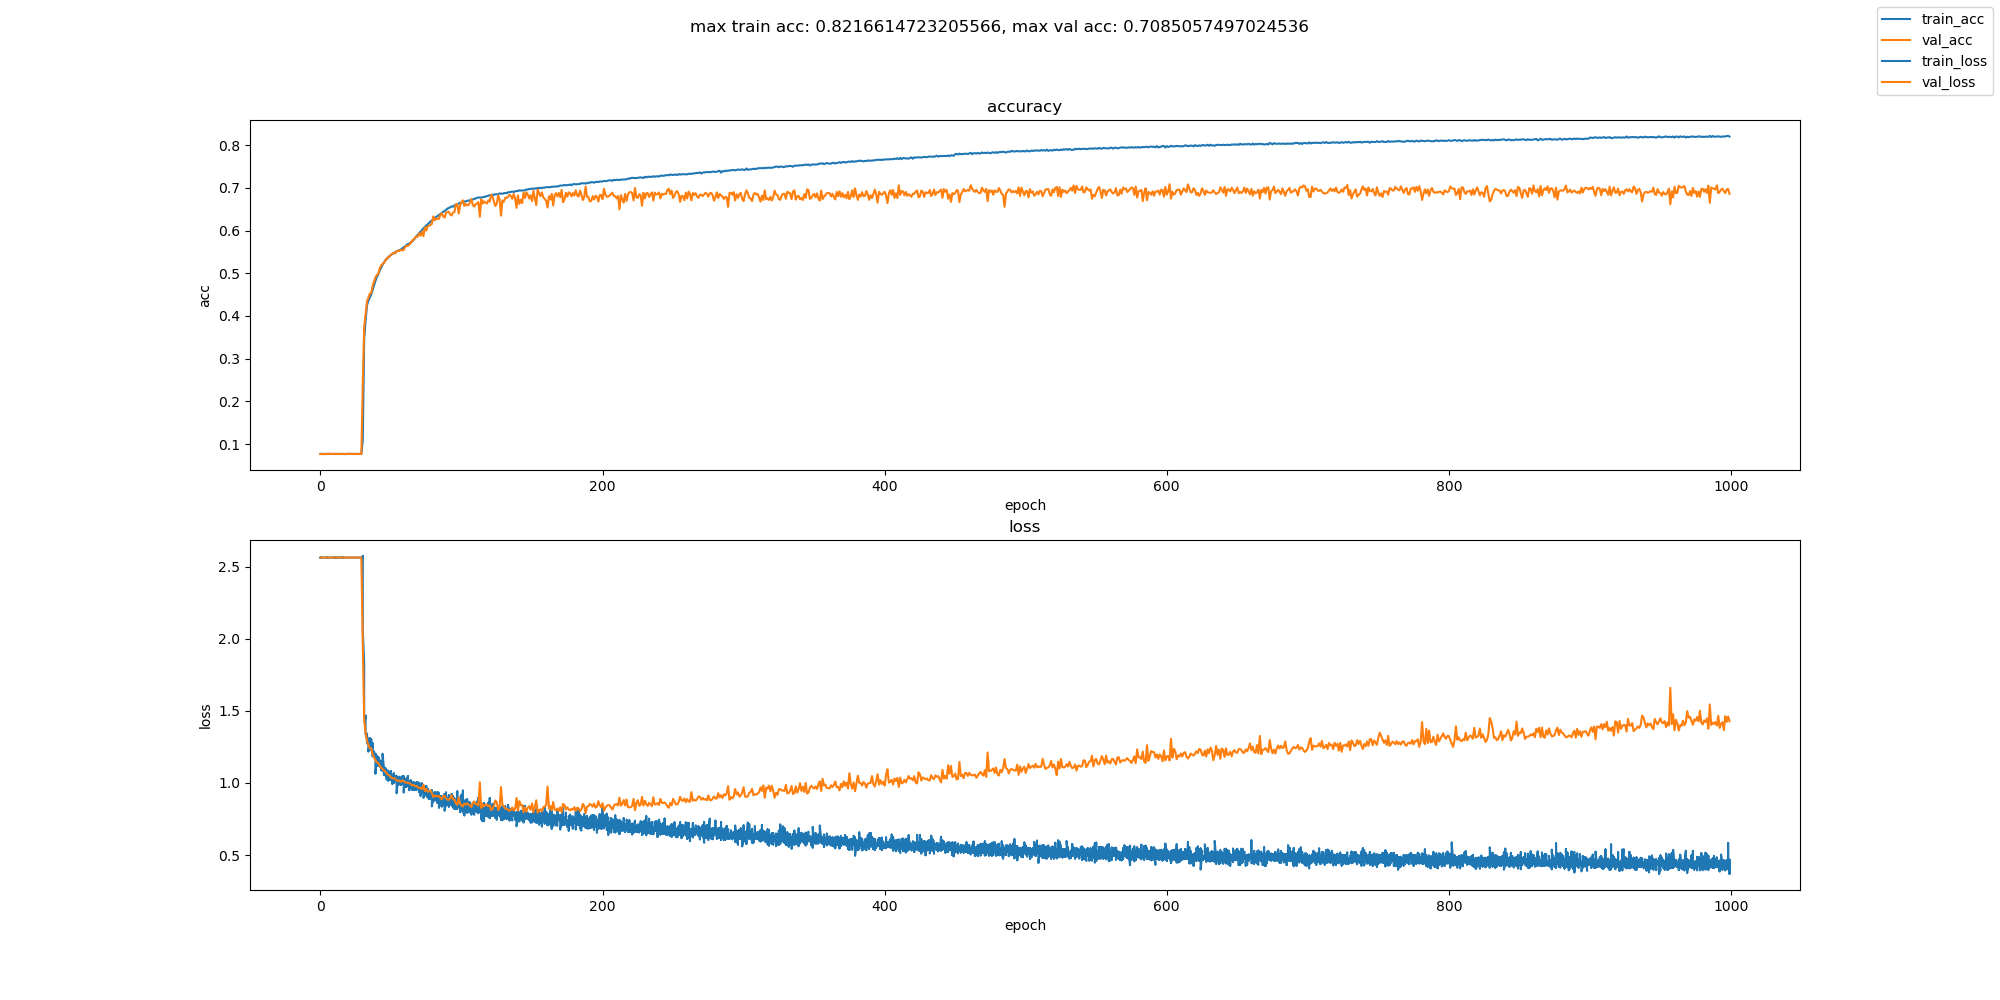 max train acc: 0.8216614723205566, max val acc: 0.7085057497024536
train_acc
val_acc
train_loss
val_loss
accuracy
0.8
0.7
0.6
0.5
0.4
0.3
0.2
0.1
acc
0 200 400 600 800 1000
epoch
loss
2.5
2.0
1.5
1.0
0.5
loss
0 200 400 600 800 1000
epoch